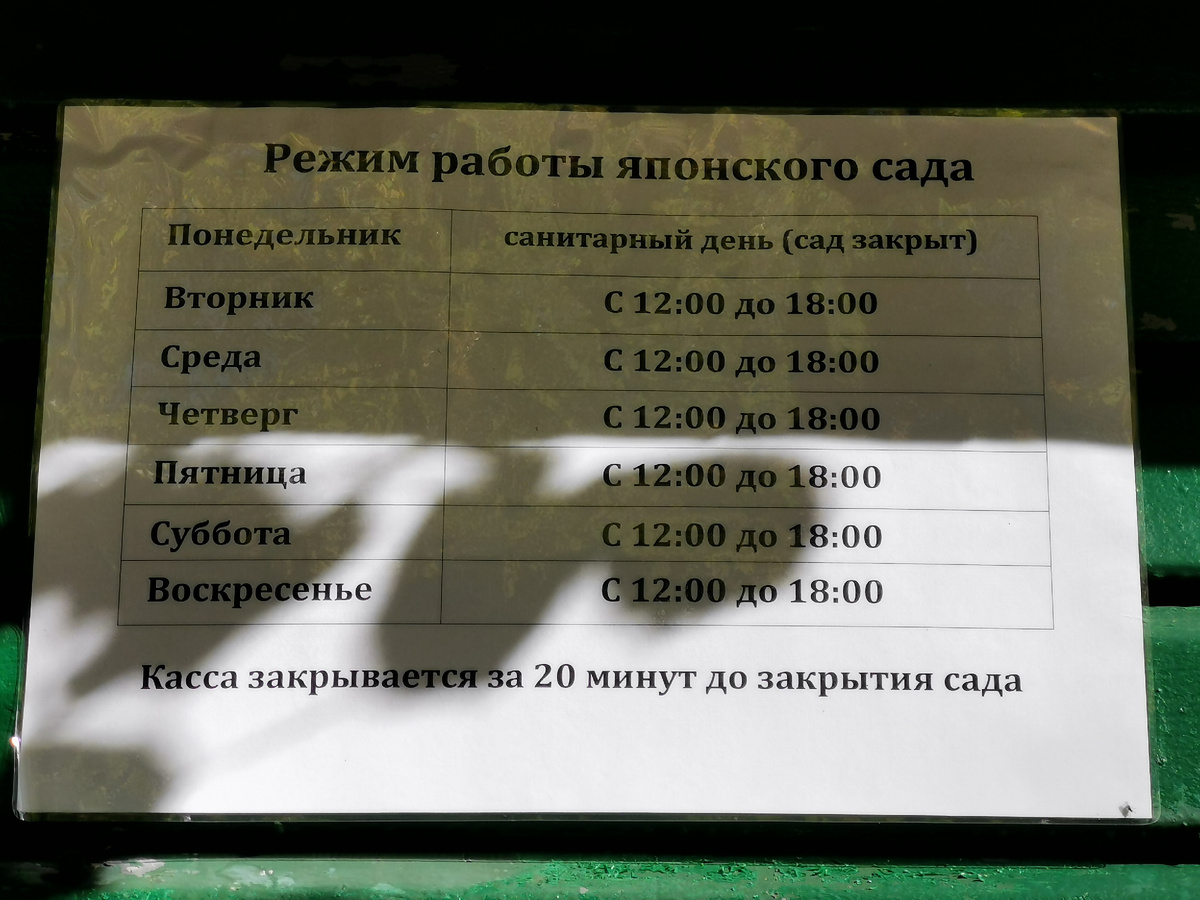 Режим работы японского сада
Понедельник санитарный день (сад закрыт)
Вторник С 12:00 до 18:00
Среда С 12:00 до 18:00
Четверг С 12:00 до 18:00
Пятница С 12:00 до 18:00
Суббота С 12:00 до 18:00
Воскресенье С 12:00 до 18:00
Касса закрывается за 20 минут до закрытия сада